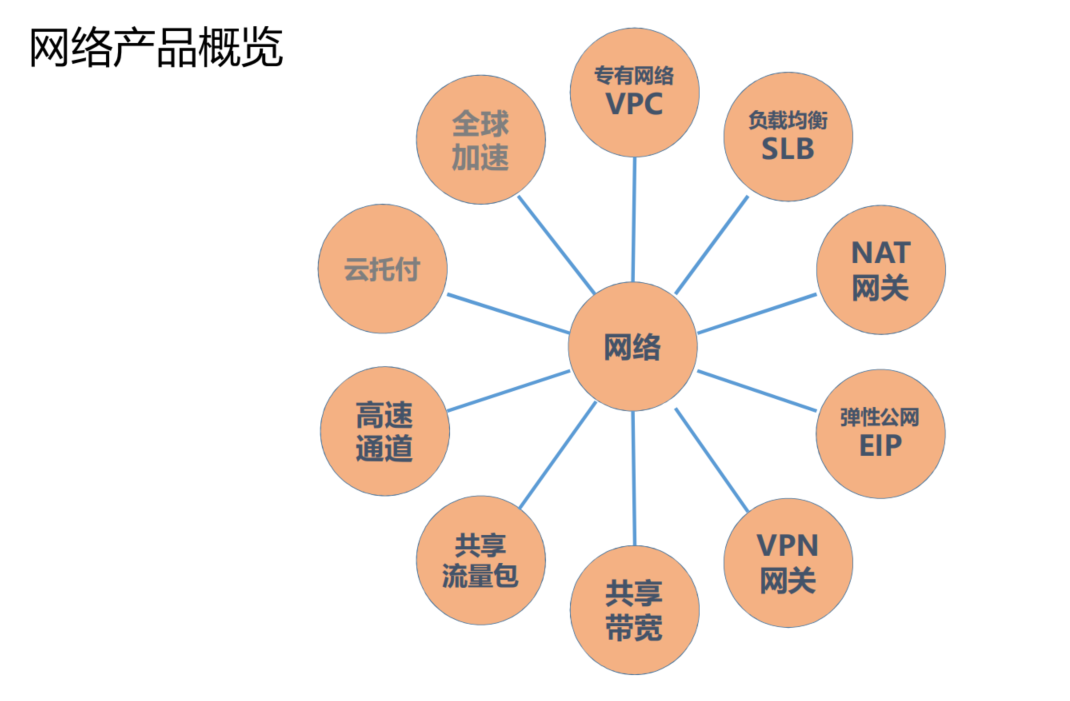 网络产品概览
专有网络
VPC
负载均衡
SLB
NAT
网关
弹性公网
EIP
VPN
网关
共享
带宽
共享
流量包
高速
通道
云托付
全球
加速
网络